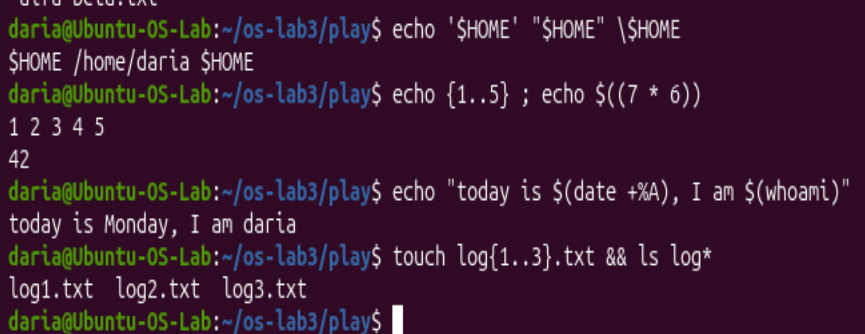 daria@Ubuntu-OS-Lab:~/os-lab3/play$ echo '$HOME' "$HOME" \$HOME
$HOME /home/daria $HOME
daria@Ubuntu-OS-Lab:~/os-lab3/play$ echo {1..5} ; echo $((7 * 6))
1 2 3 4 5
42
daria@Ubuntu-OS-Lab:~/os-lab3/play$ echo "today is $(date +%A), I am $(whoami)"
today is Monday, I am daria
daria@Ubuntu-OS-Lab:~/os-lab3/play$ touch log{1..3}.txt && ls log*
log1.txt  log2.txt  log3.txt
daria@Ubuntu-OS-Lab:~/os-lab3/play$